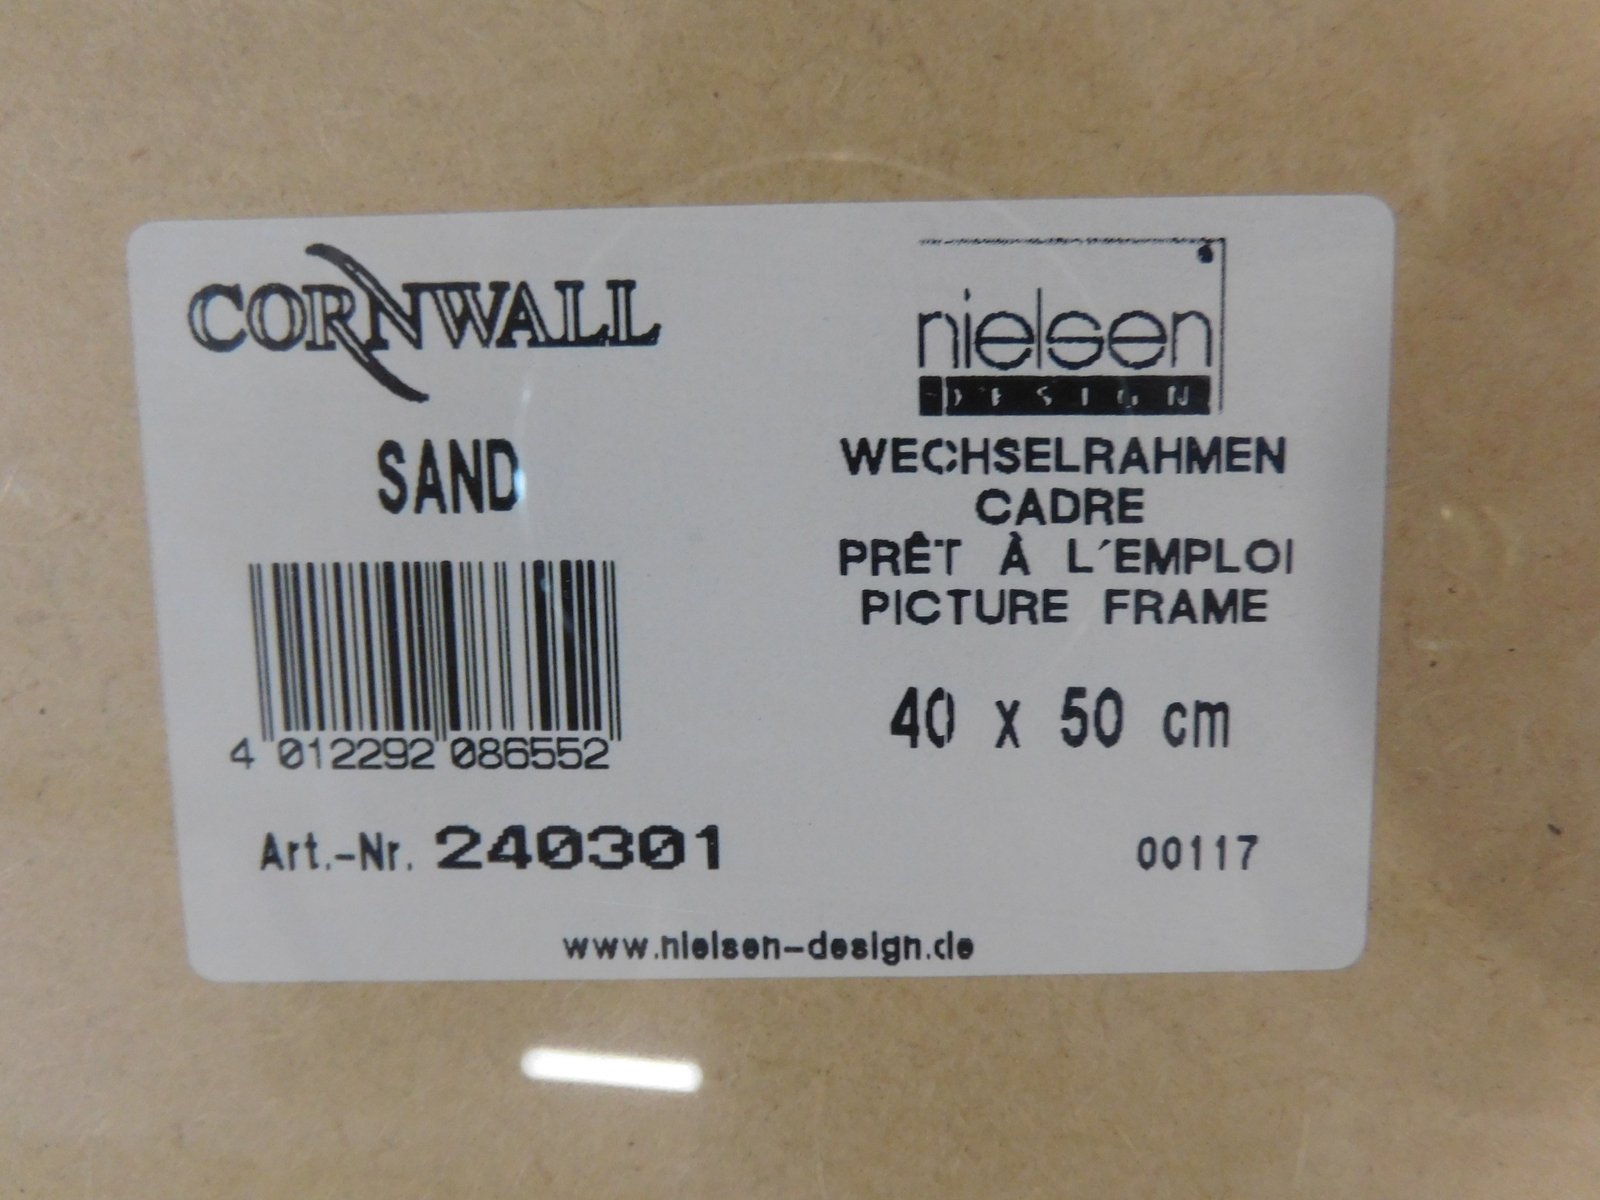 CORNWALL
SAND
4 012292 086552
Art.-Nr. 240301
nielsen
DESIGN
WECHSELRAHMEN
CADRE
PRÊT À L´EMPLOI
PICTURE FRAME
40 x 50 cm
00117
www.nielsen-design.de